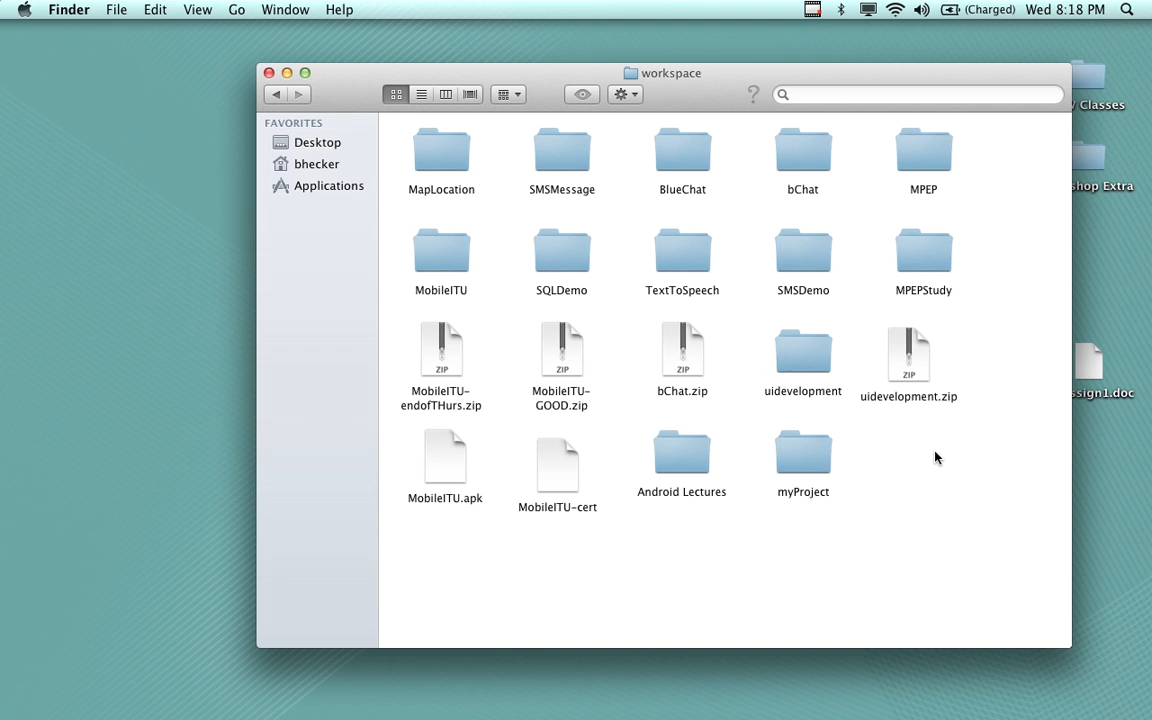 Finder File Edit View Go Window Help (Charged) Wed 8:18 PM
workspace
FAVORITES
Desktop
bhecker
Applications
MapLocation SMSMessage BlueChat bChat MPEP
MobileITU SQLDemo TextToSpeech SMSDemo MPEPStudy
ZIP ZIP ZIP ZIP
MobileITU-
endofTHurs.zip
MobileITU-
GOOD.zip
bChat.zip
uidevelopment
uidevelopment.zip
MobileITU.apk
MobileITU-cert
Android Lectures
myProject
Classes
shop Extra
ssign1.doc